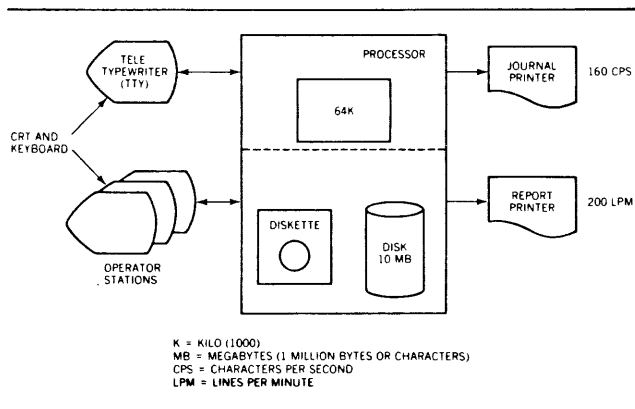 TELE
TYPEWRITER
(TTY)
PROCESSOR
JOURNAL
PRINTER
160 CPS
64K
CRT AND
KEYBOARD
REPORT
PRINTER
200 LPM
DISKETTE
DISK
10 MB
OPERATOR
STATIONS
K = KILO (1000)
MB = MEGABYTES (1 MILLION BYTES OR CHARACTERS)
CPS = CHARACTERS PER SECOND
LPM = LINES PER MINUTE